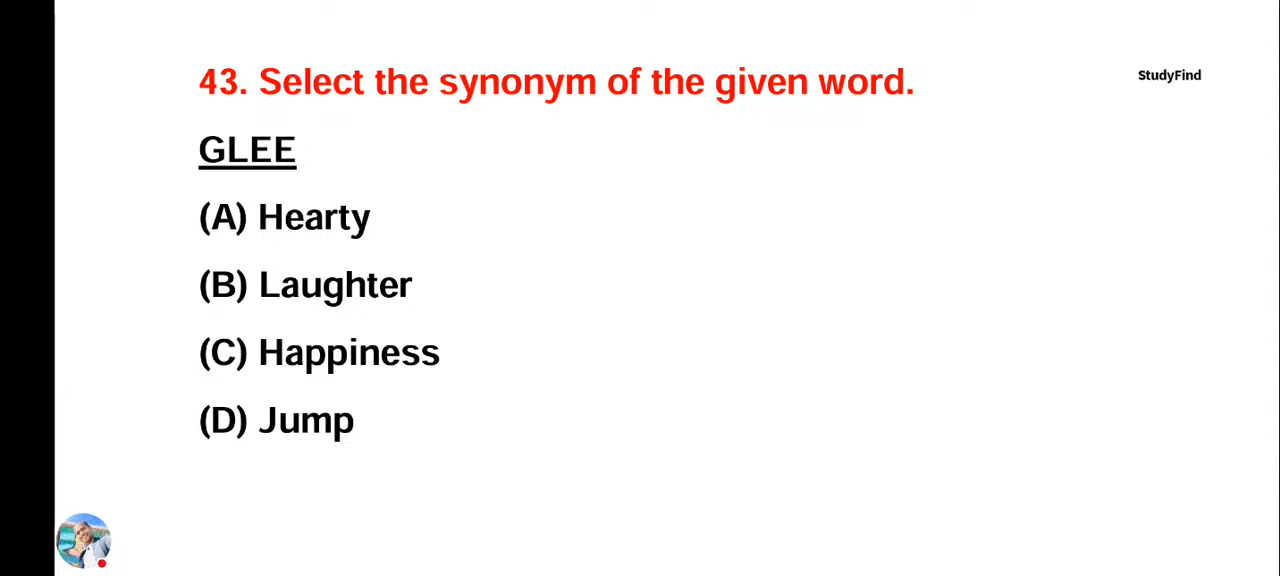 43. Select the synonym of the given word.
StudyFind
GLEE
(A) Hearty
(B) Laughter
(C) Happiness
(D) Jump